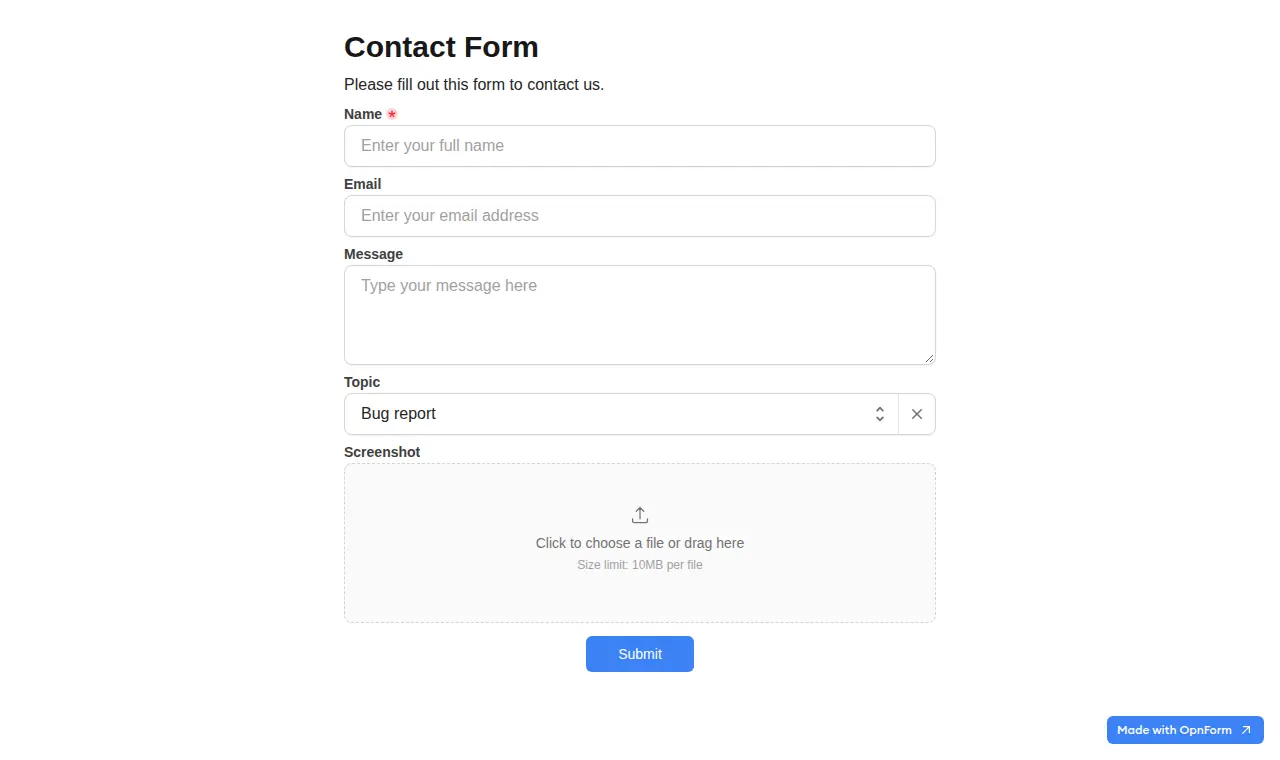 Contact Form
Please fill out this form to contact us.
Name *
Enter your full name
Email
Enter your email address
Message
Type your message here
Topic
Bug report
Screenshot
Click to choose a file or drag here
Size limit: 10MB per file
Submit
Made with OpnForm